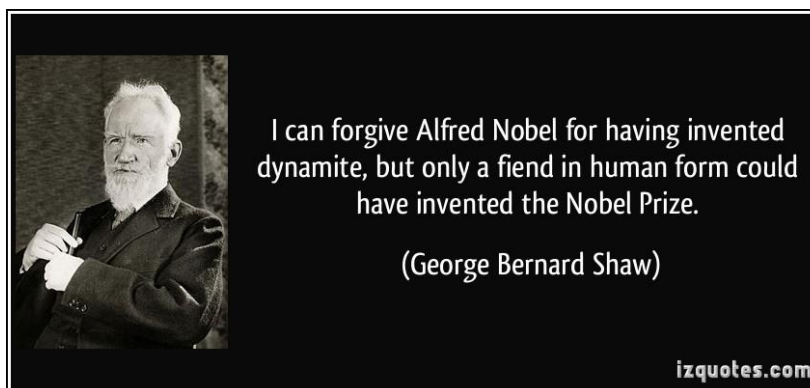 I can forgive Alfred Nobel for having invented
dynamite, but only a fiend in human form could
have invented the Nobel Prize.
(George Bernard Shaw)
izquotes.com